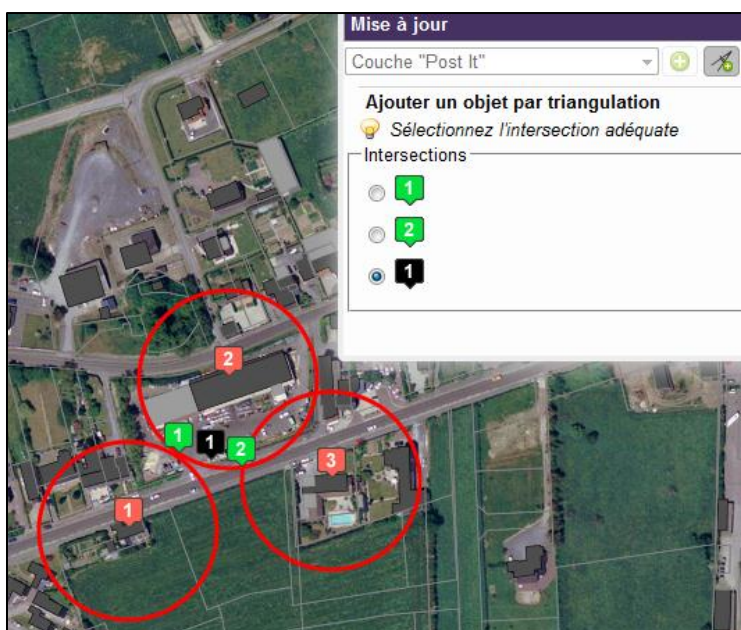 Mise à jour
Couche "Post It"
Ajouter un objet par triangulation
Sélectionnez l'intersection adéquate
Intersections
1
2
1
2
1
1
2
3
1